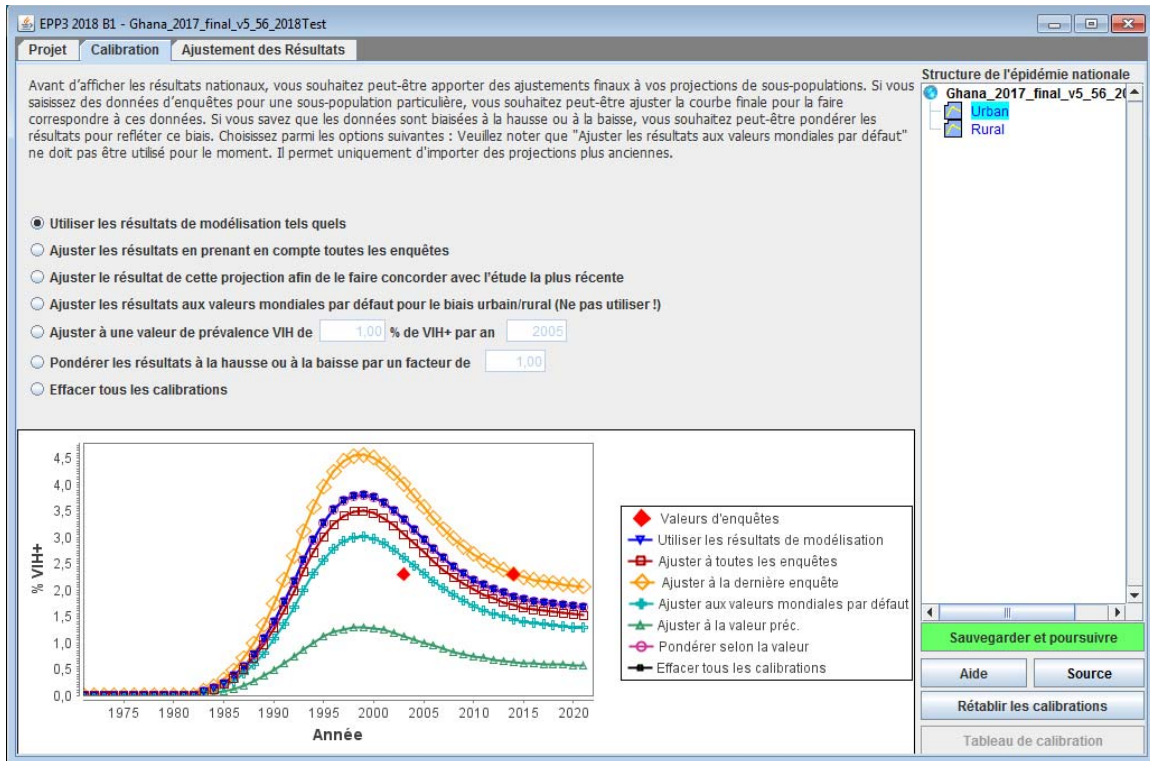 EPP3 2018 B1 - Ghana_2017_final_v5_56_2018Test
Projet
Calibration
Ajustement des Résultats
Avant d'afficher les résultats nationaux, vous souhaitez peut-être apporter des ajustements finaux à vos projections de sous-populations. Si vous
saisissez des données d'enquêtes pour une sous-population particulière, vous souhaitez peut-être ajuster la courbe finale pour la faire
correspondre à ces données. Si vous savez que les données sont biaisées à la hausse ou à la baisse, vous souhaitez peut-être pondérer les
résultats pour refléter ce biais. Choisissez parmi les options suivantes : Veuillez noter que "Ajuster les résultats aux valeurs mondiales par défaut"
ne doit pas être utilisé pour le moment. Il permet uniquement d'importer des projections plus anciennes.
Utiliser les résultats de modélisation tels quels
Ajuster les résultats en prenant en compte toutes les enquêtes
Ajuster le résultat de cette projection afin de le faire concorder avec l'étude la plus récente
Ajuster les résultats aux valeurs mondiales par défaut pour le biais urbain/rural (Ne pas utiliser !)
Ajuster à une valeur de prévalence VIH de 1,00 % de VIH+ par an 2005
Pondérer les résultats à la hausse ou à la baisse par un facteur de 1,00
Effacer tous les calibrations
Structure de l'épidémie nationale
Ghana_2017_final_v5_56_20
Urban
Rural
% VIH+
4,5
4,0
3,5
3,0
2,5
2,0
1,5
1,0
0,5
0,0
1975 1980 1985 1990 1995 2000 2005 2010 2015 2020
Année
Valeurs d'enquêtes
Utiliser les résultats de modélisation
Ajuster à toutes les enquêtes
Ajuster à la dernière enquête
Ajuster aux valeurs mondiales par défaut
Ajuster à la valeur préc.
Pondérer selon la valeur
Effacer tous les calibrations
Sauvegarder et poursuivre
Aide
Source
Rétablir les calibrations
Tableau de calibration